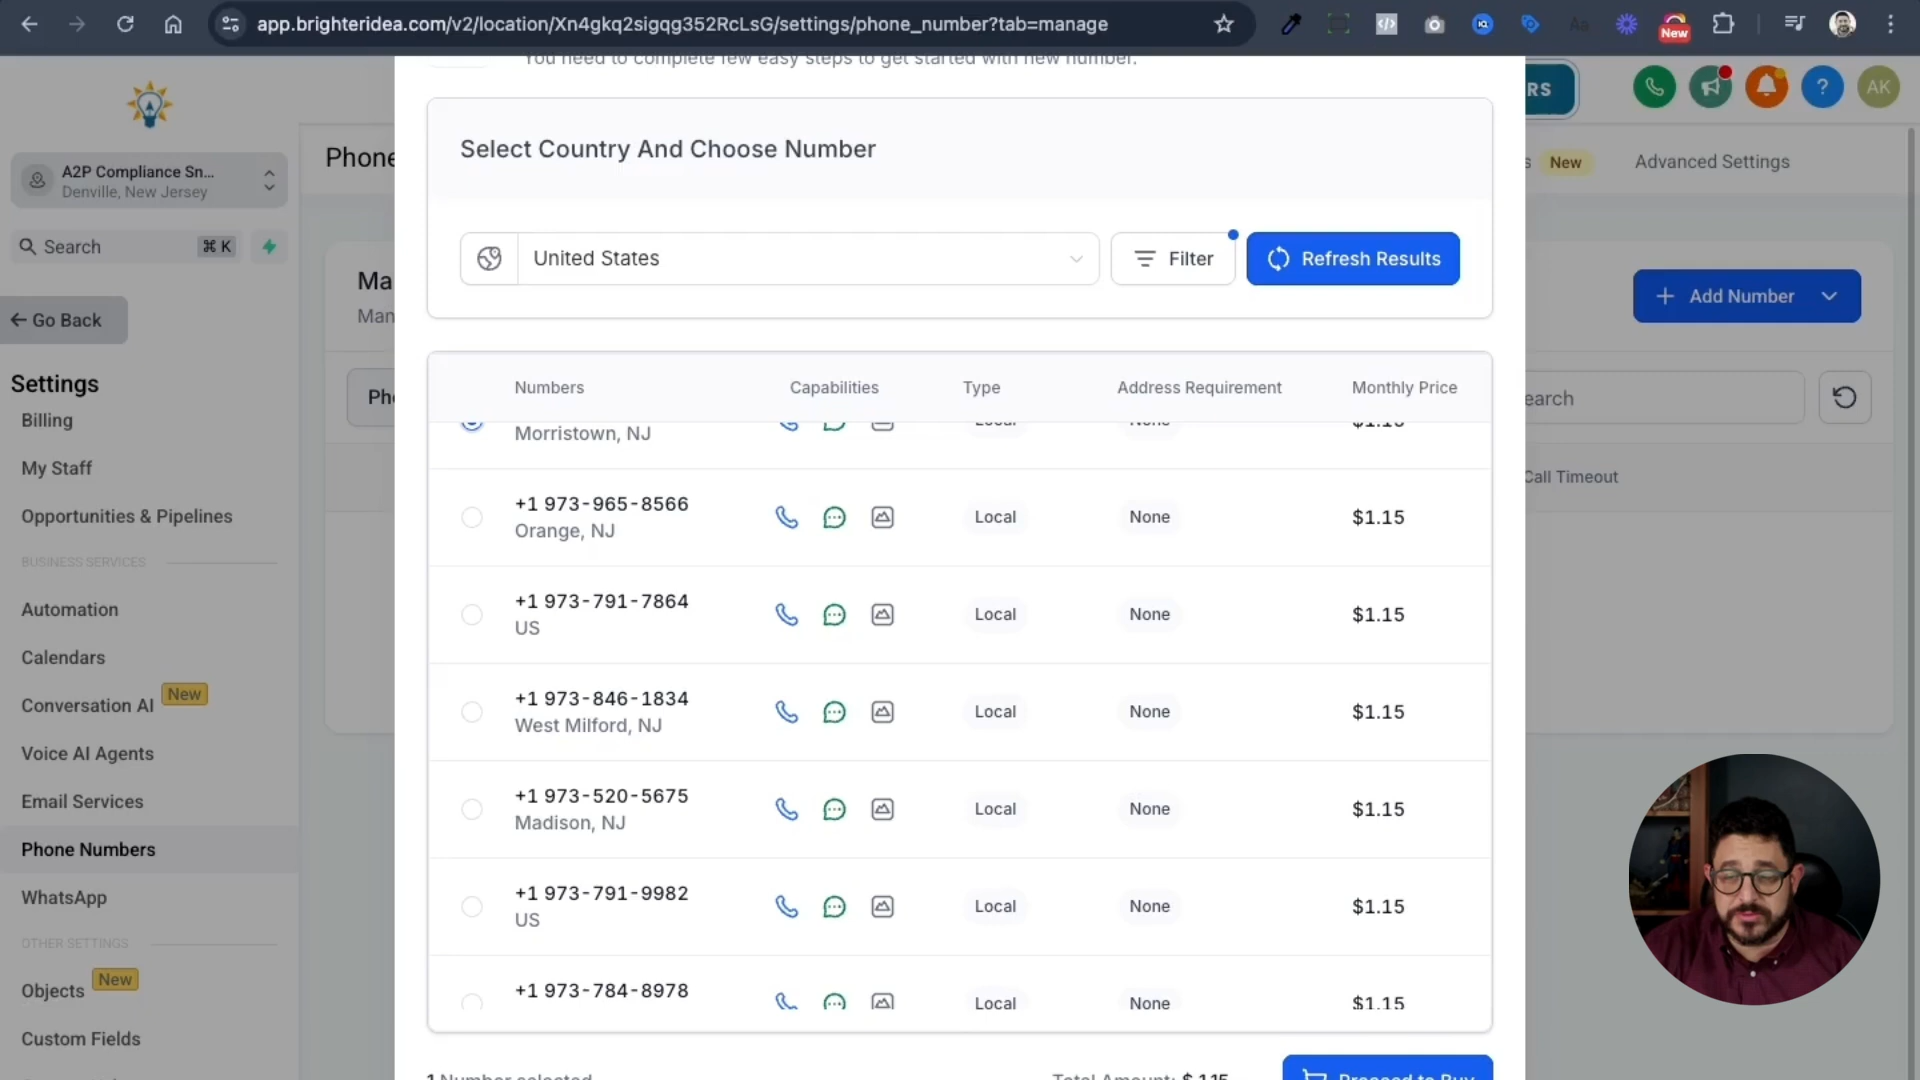 app.brighteridea.com/v2/location/Xn4gkq2sigqg352RcLsG/settings/phone_number?tab=manage
New
You need to complete few easy steps to get started with new number.
RS
?
AK
A2P Compliance Sn...
Denville, New Jersey
Search
⌘ K
Go Back
Settings
Billing
My Staff
Opportunities & Pipelines
BUSINESS SERVICES
Automation
Calendars
Conversation AI
New
Voice AI Agents
Email Services
Phone Numbers
WhatsApp
OTHER SETTINGS
Objects
New
Custom Fields
Phone
s
New
Advanced Settings
Ma
Man
Add Number
Pho
earch
Call Timeout
Select Country And Choose Number
United States
Filter
Refresh Results
Numbers
Capabilities
Type
Address Requirement
Monthly Price
Morristown, NJ
Local
None
$1.15
+1 973-965-8566
Orange, NJ
Local
None
$1.15
+1 973-791-7864
US
Local
None
$1.15
+1 973-846-1834
West Milford, NJ
Local
None
$1.15
+1 973-520-5675
Madison, NJ
Local
None
$1.15
+1 973-791-9982
US
Local
None
$1.15
+1 973-784-8978
Local
None
$1.15
1 Number selected
Total Amount: $ 1.15
Proceed to Buy